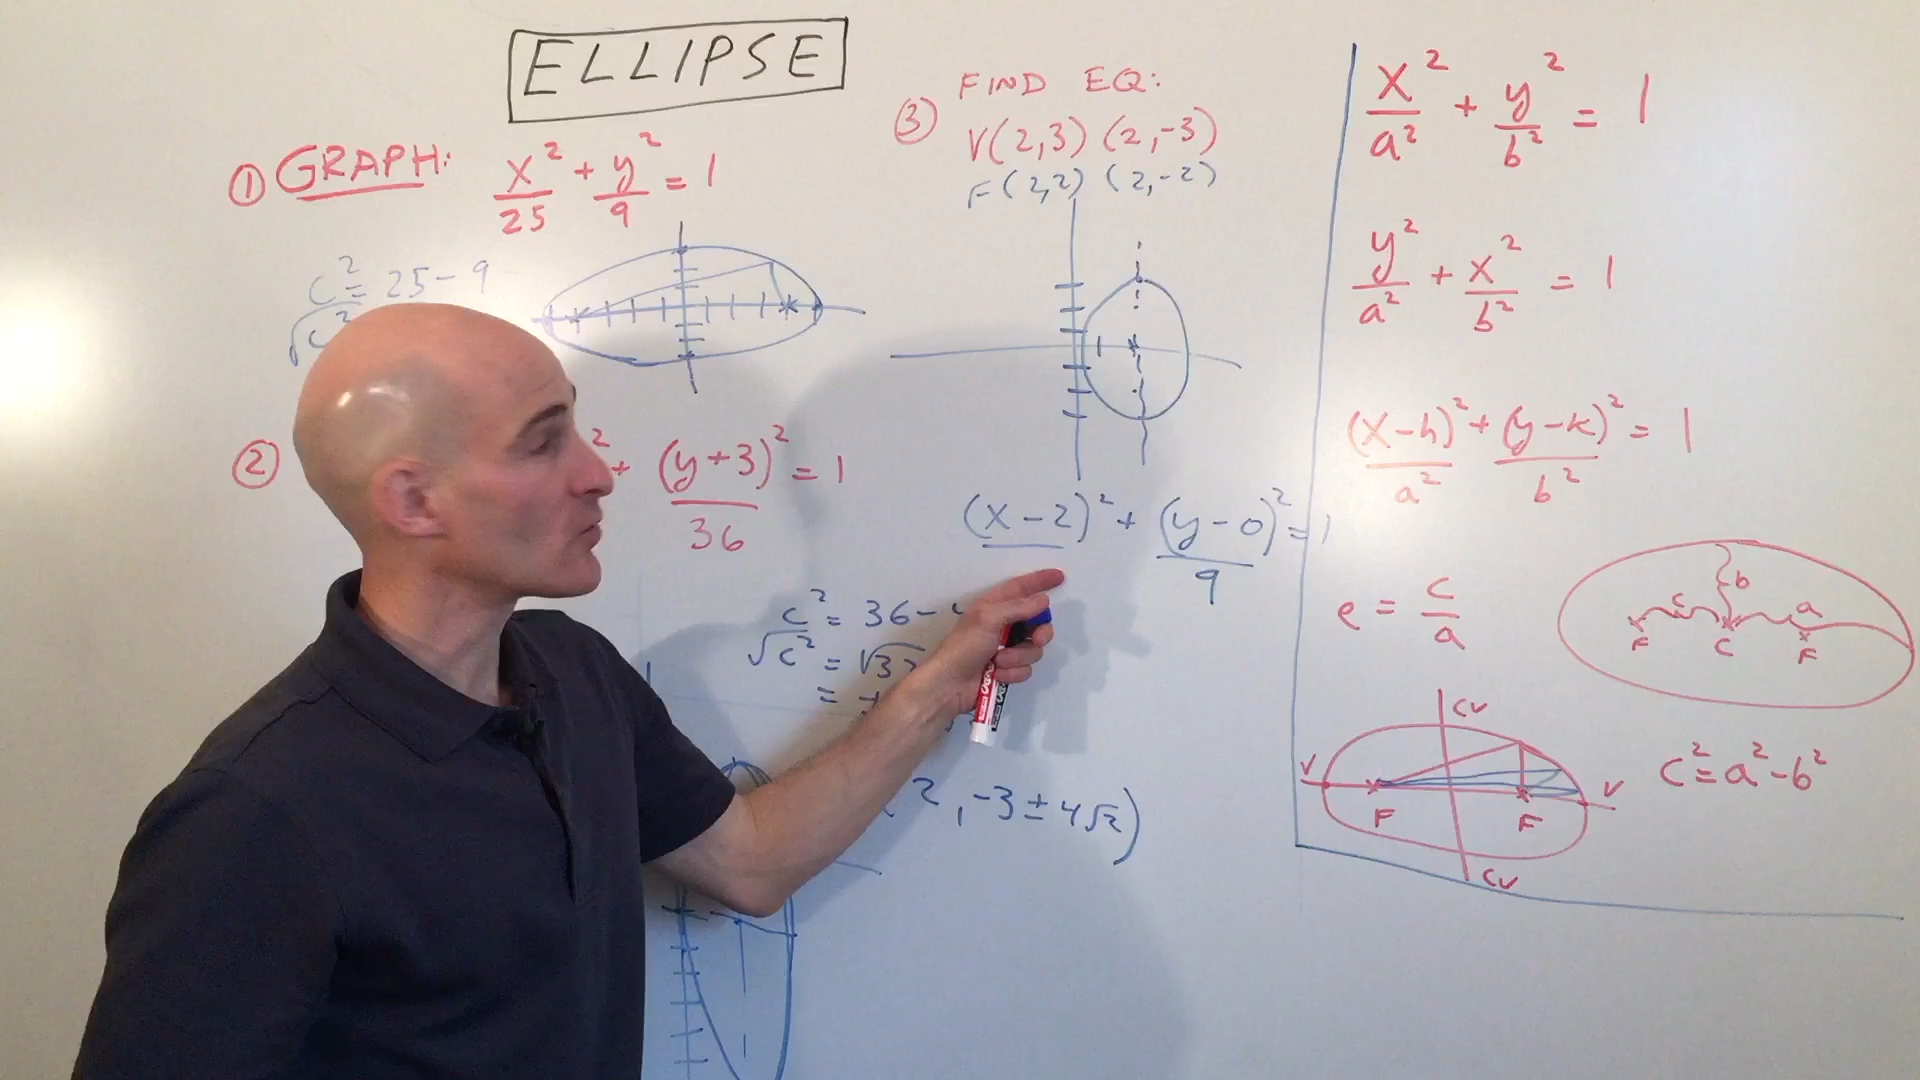 ELLIPSE
① GRAPH: x²/25 + y²/9 = 1
c² = 25 - 9
√c²
② ² + (y+3)²/36 = 1
c² = 36 -
√c² =
= ±
2, -3 ± 4√2)
③ FIND EQ:
V(2,3) (2,-3)
F(2,2) (2,-2)
(x-2)² + (y-0)²/9 = 1
x²/a² + y²/b² = 1
y²/a² + x²/b² = 1
(x-h)²/a² + (y-k)²/b² = 1
e = c/a
b
c a
F C F
CV
V V
F F
CV
c² = a² - b²